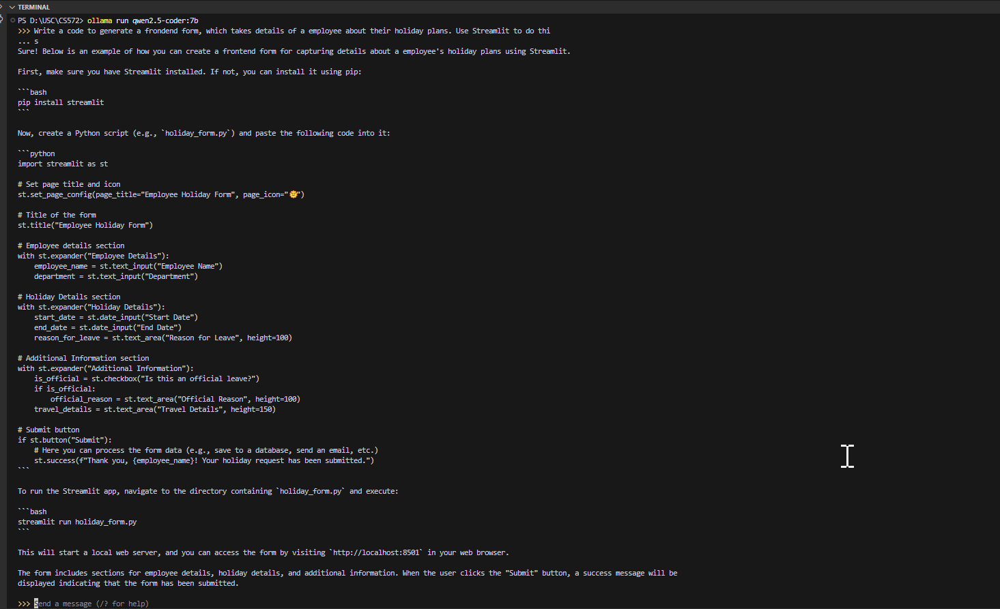 TERMINAL
PS D:\USC\CS572> ollama run qwen2.5-coder:7b
>>> Write a code to generate a frondend form, which takes details of a employee about their holiday plans. Use Streamlit to do thi
... s
Sure! Below is an example of how you can create a frontend form for capturing details about a employee's holiday plans using Streamlit.

First, make sure you have Streamlit installed. If not, you can install it using pip:

```bash
pip install streamlit
```

Now, create a Python script (e.g., `holiday_form.py`) and paste the following code into it:

```python
import streamlit as st

# Set page title and icon
st.set_page_config(page_title="Employee Holiday Form", page_icon="🌞")

# Title of the form
st.title("Employee Holiday Form")

# Employee details section
with st.expander("Employee Details"):
    employee_name = st.text_input("Employee Name")
    department = st.text_input("Department")

# Holiday Details section
with st.expander("Holiday Details"):
    start_date = st.date_input("Start Date")
    end_date = st.date_input("End Date")
    reason_for_leave = st.text_area("Reason for Leave", height=100)

# Additional Information section
with st.expander("Additional Information"):
    is_official = st.checkbox("Is this an official leave?")
    if is_official:
        official_reason = st.text_area("Official Reason", height=100)
    travel_details = st.text_area("Travel Details", height=150)

# Submit button
if st.button("Submit"):
    # Here you can process the form data (e.g., save to a database, send an email, etc.)
    st.success(f"Thank you, {employee_name}! Your holiday request has been submitted.")
```

To run the Streamlit app, navigate to the directory containing `holiday_form.py` and execute:

```bash
streamlit run holiday_form.py
```

This will start a local web server, and you can access the form by visiting `http://localhost:8501` in your web browser.

The form includes sections for employee details, holiday details, and additional information. When the user clicks the "Submit" button, a success message will be
displayed indicating that the form has been submitted.

>>> Send a message (/? for help)